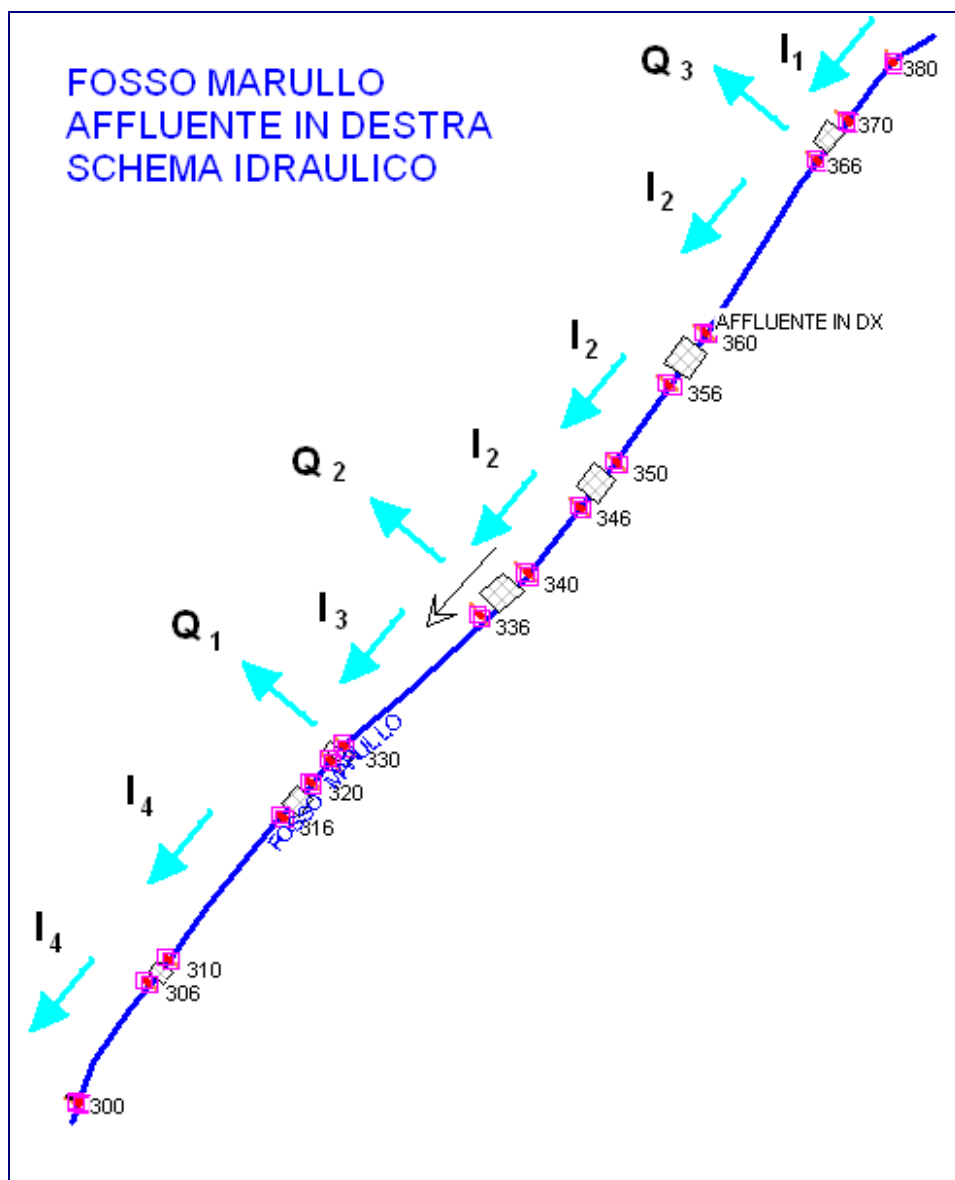 FOSSO MARULLO
AFFLUENTE IN DESTRA
SCHEMA IDRAULICO
I1
380
Q3
370
366
I2
AFFLUENTE IN DX
360
I2
356
I2
350
Q2
346
340
I3
336
Q1
330
FOSSO MARULLO
320
I4
316
I4
310
306
300